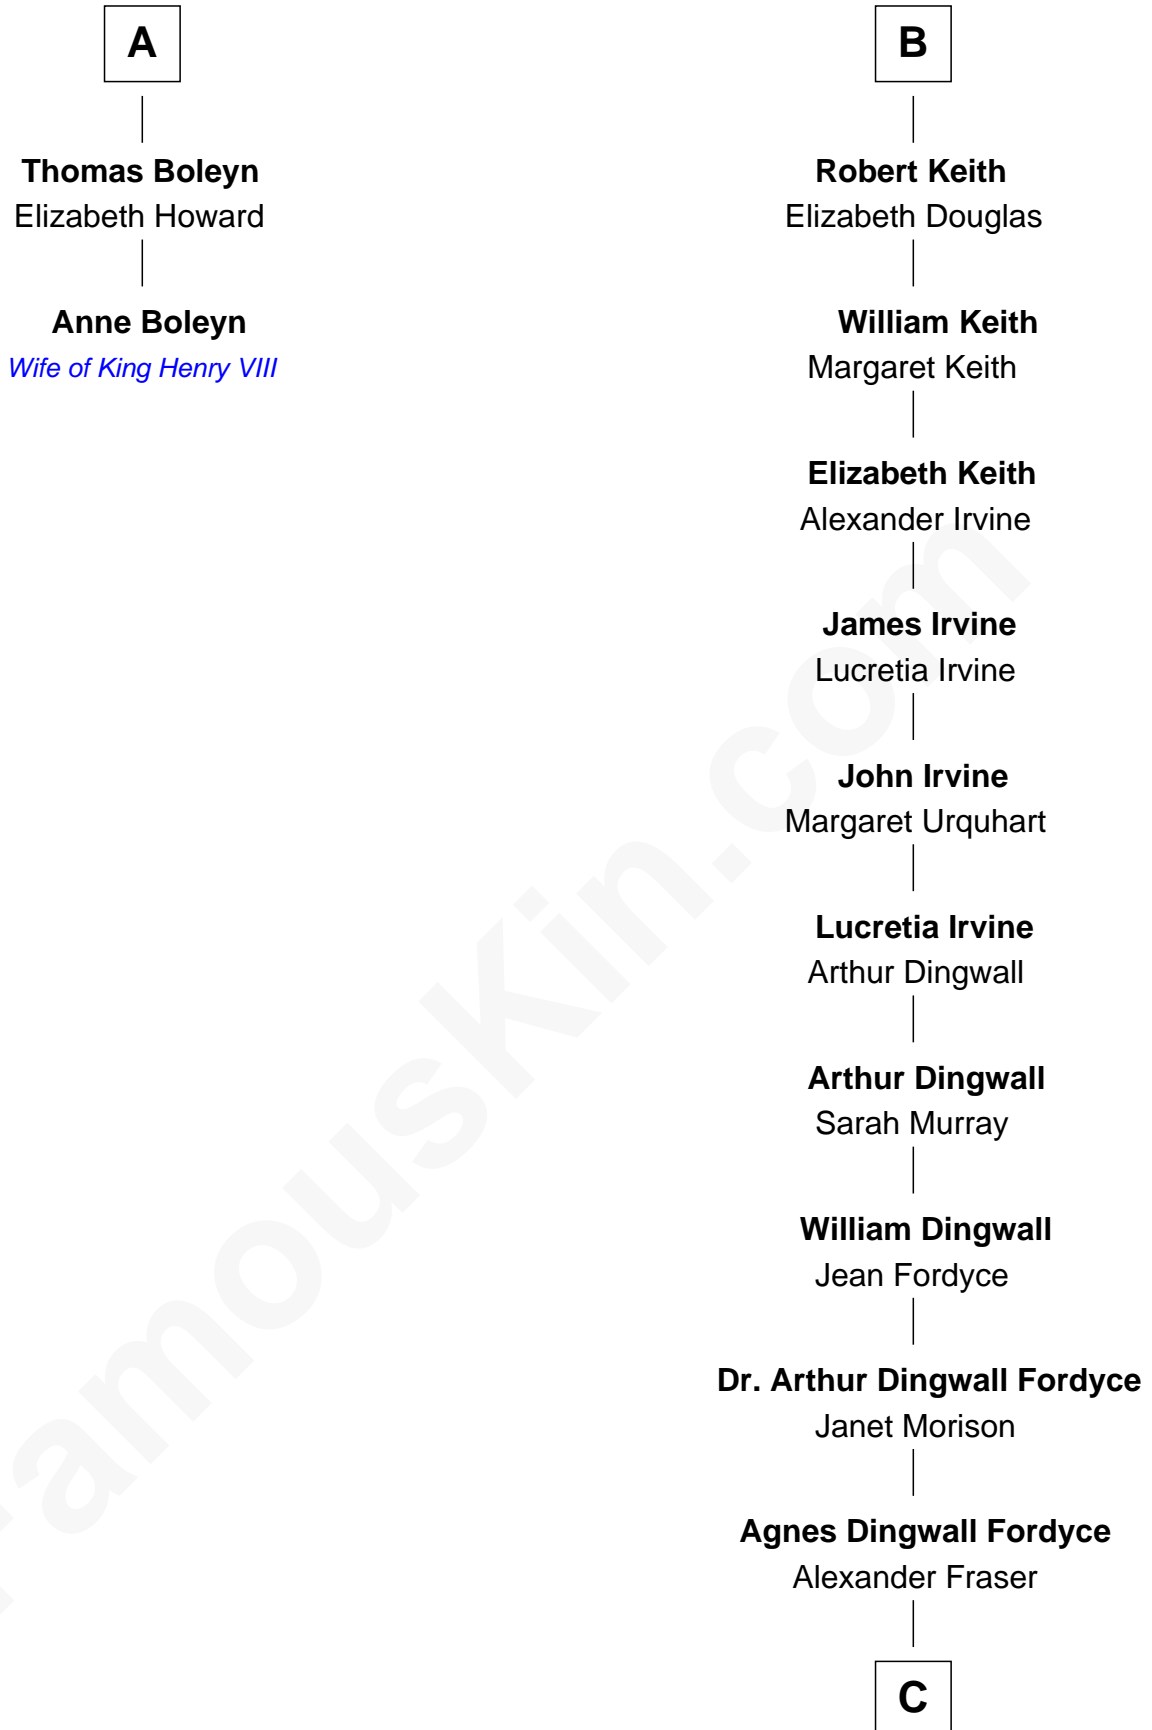 A
Thomas Boleyn
Elizabeth Howard
Anne Boleyn
Wife of King Henry VIII
B
Robert Keith
Elizabeth Douglas
William Keith
Margaret Keith
Elizabeth Keith
Alexander Irvine
James Irvine
Lucretia Irvine
John Irvine
Margaret Urquhart
Lucretia Irvine
Arthur Dingwall
Arthur Dingwall
Sarah Murray
William Dingwall
Jean Fordyce
Dr. Arthur Dingwall Fordyce
Janet Morison
Agnes Dingwall Fordyce
Alexander Fraser
C
FamousKin.com